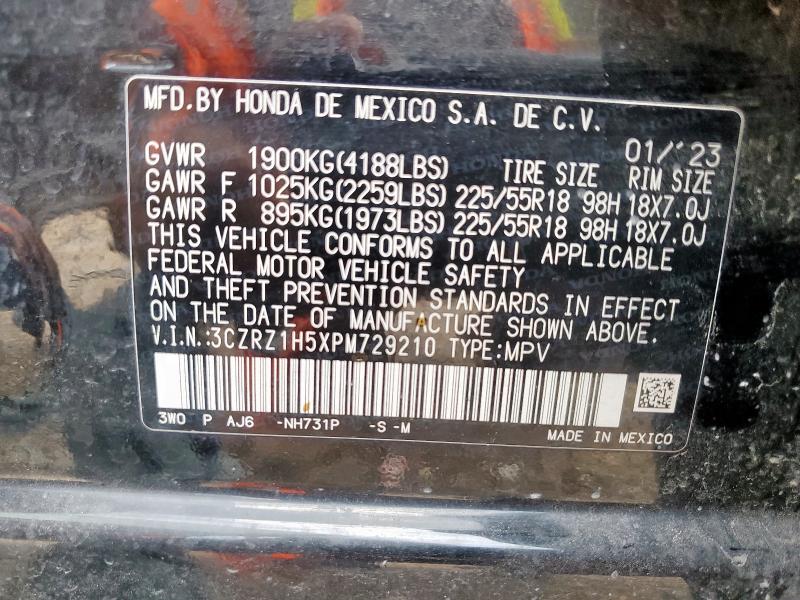 MFD. BY HONDA DE MEXICO S.A. DE C.V.
01/'23
GVWR 1900KG(4188LBS) TIRE SIZE RIM SIZE
GAWR F 1025KG(2259LBS) 225/55R18 98H 18X7.0J
GAWR R 895KG(1973LBS) 225/55R18 98H 18X7.0J
THIS VEHICLE CONFORMS TO ALL APPLICABLE
FEDERAL MOTOR VEHICLE SAFETY
AND THEFT PREVENTION STANDARDS IN EFFECT
ON THE DATE OF MANUFACTURE SHOWN ABOVE.
V.I.N.:3CZRZ1H5XPM729210 TYPE:MPV
3W0 P AJ6 -NH731P -S -M
MADE IN MEXICO